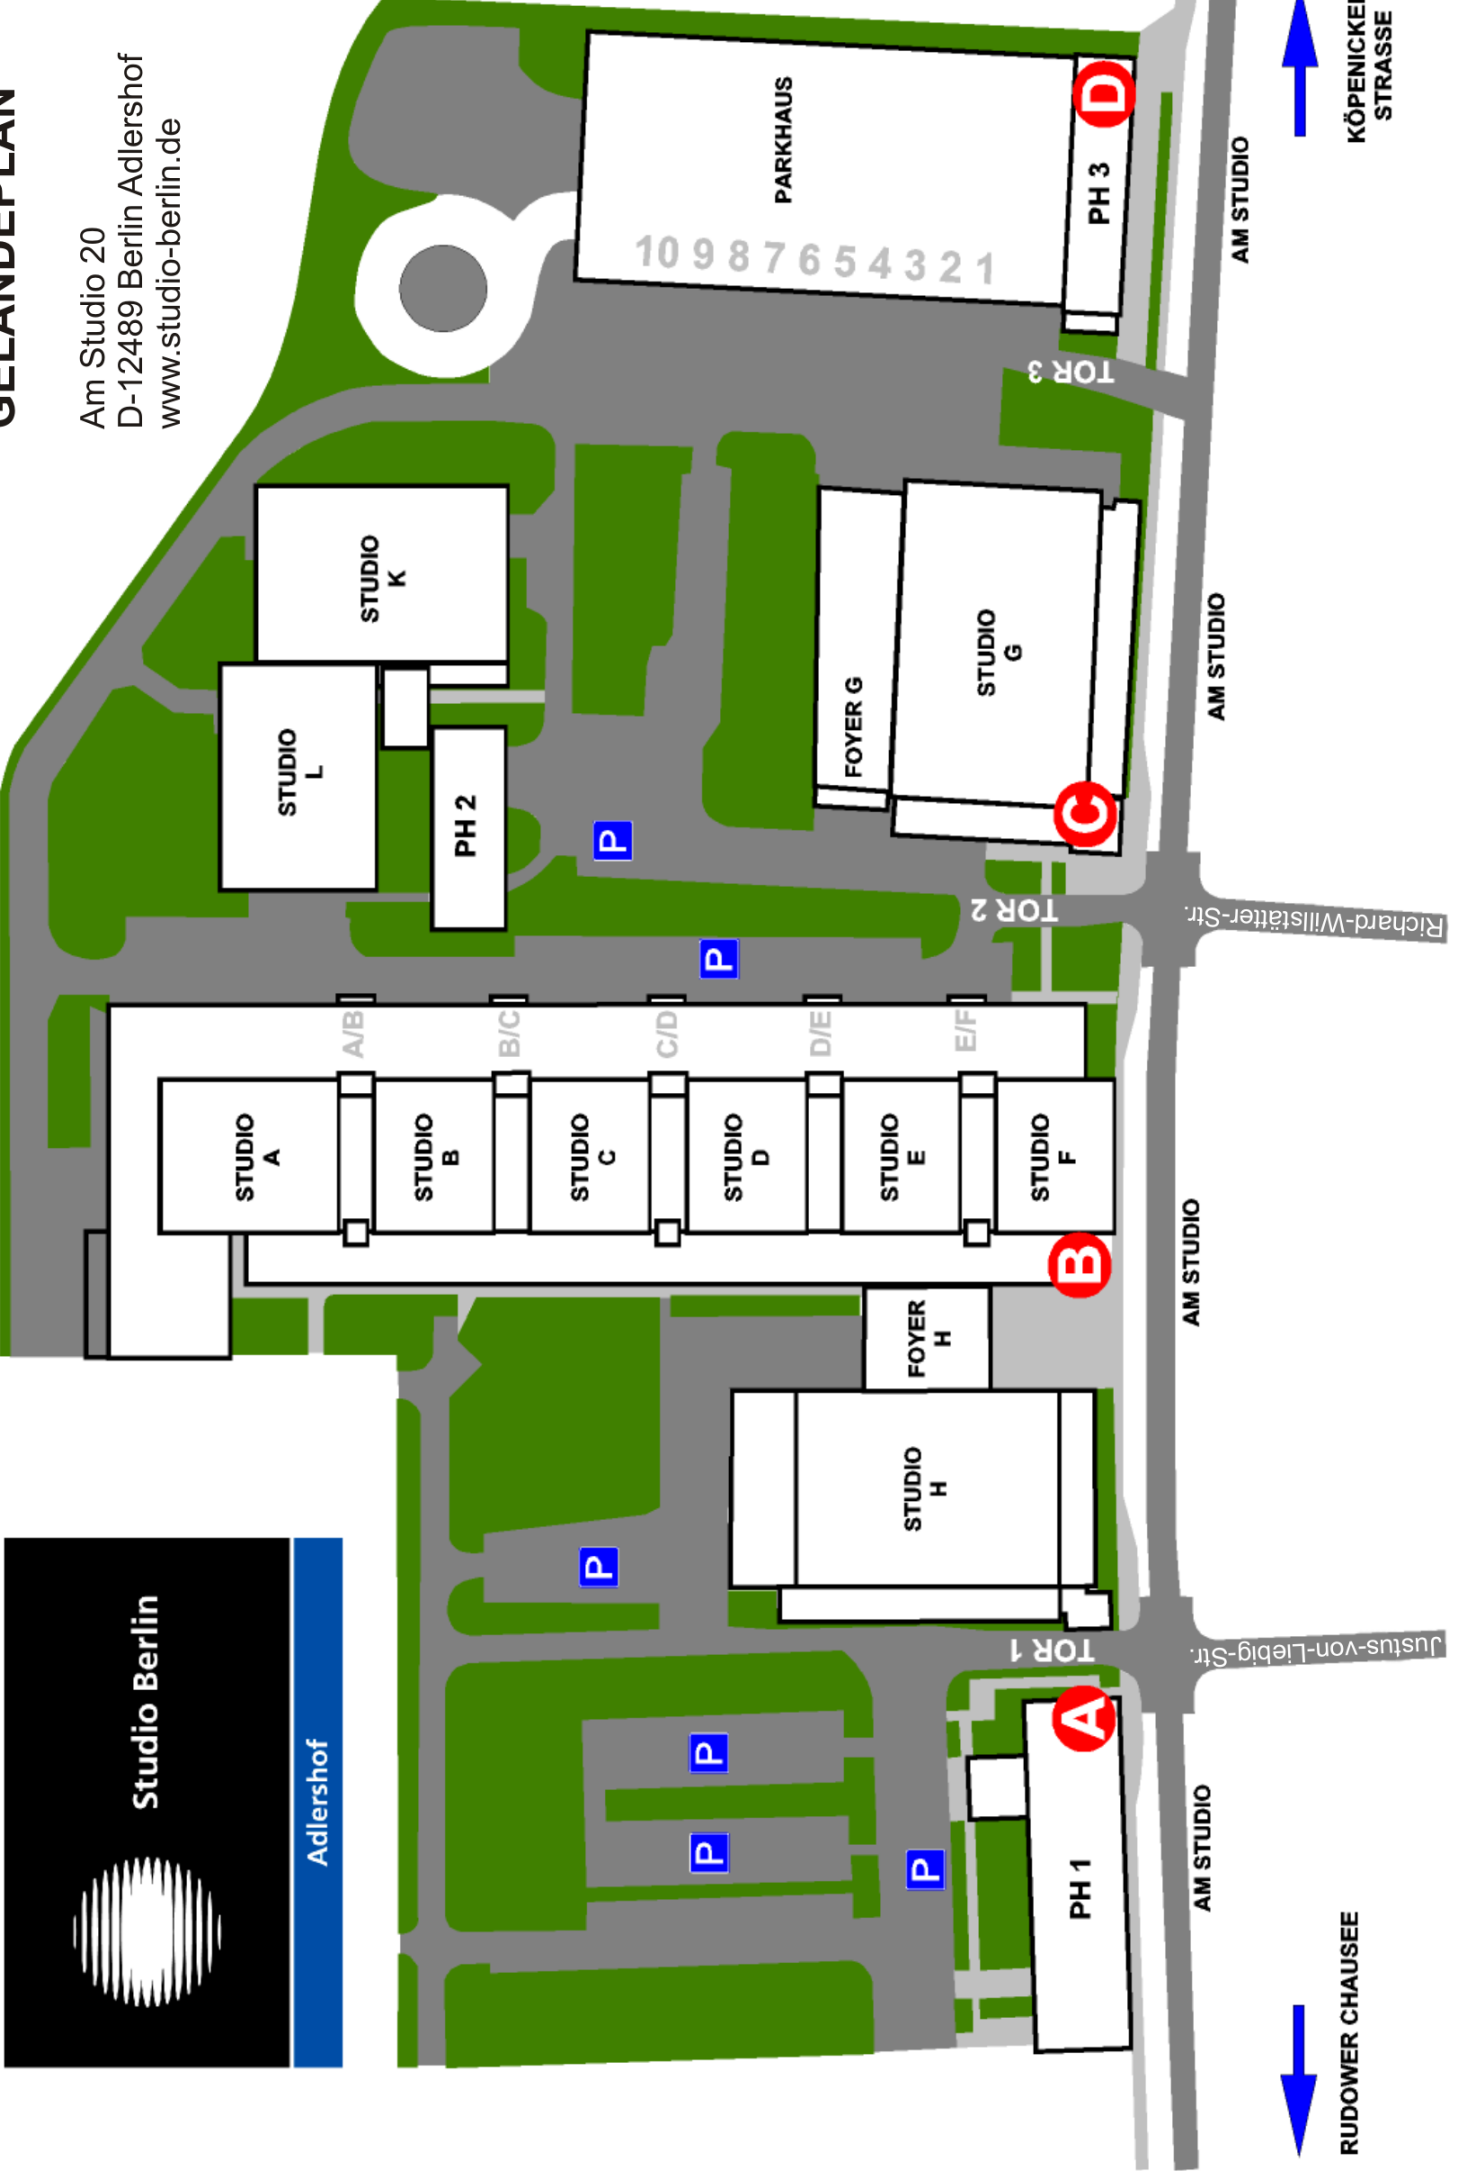 GELÄNDEPLAN
Am Studio 20
D-12489 Berlin Adlershof
www.studio-berlin.de
Studio Berlin
Adlershof
STUDIO
L
STUDIO
K
PH 2
PARKHAUS
10 9 8 7 6 5 4 3 2 1
PH 3
D
TOR 3
FOYER G
STUDIO
G
C
TOR 2
P
P
A/B
B/C
C/D
D/E
E/F
STUDIO
A
STUDIO
B
STUDIO
C
STUDIO
D
STUDIO
E
STUDIO
F
B
FOYER
H
STUDIO
H
P
TOR 1
P
P
P
A
PH 1
AM STUDIO
AM STUDIO
AM STUDIO
AM STUDIO
Justus-von-Liebig-Str.
Richard-Willstätter-Str.
RUDOWER CHAUSEE
KÖPENICKER
STRASSE